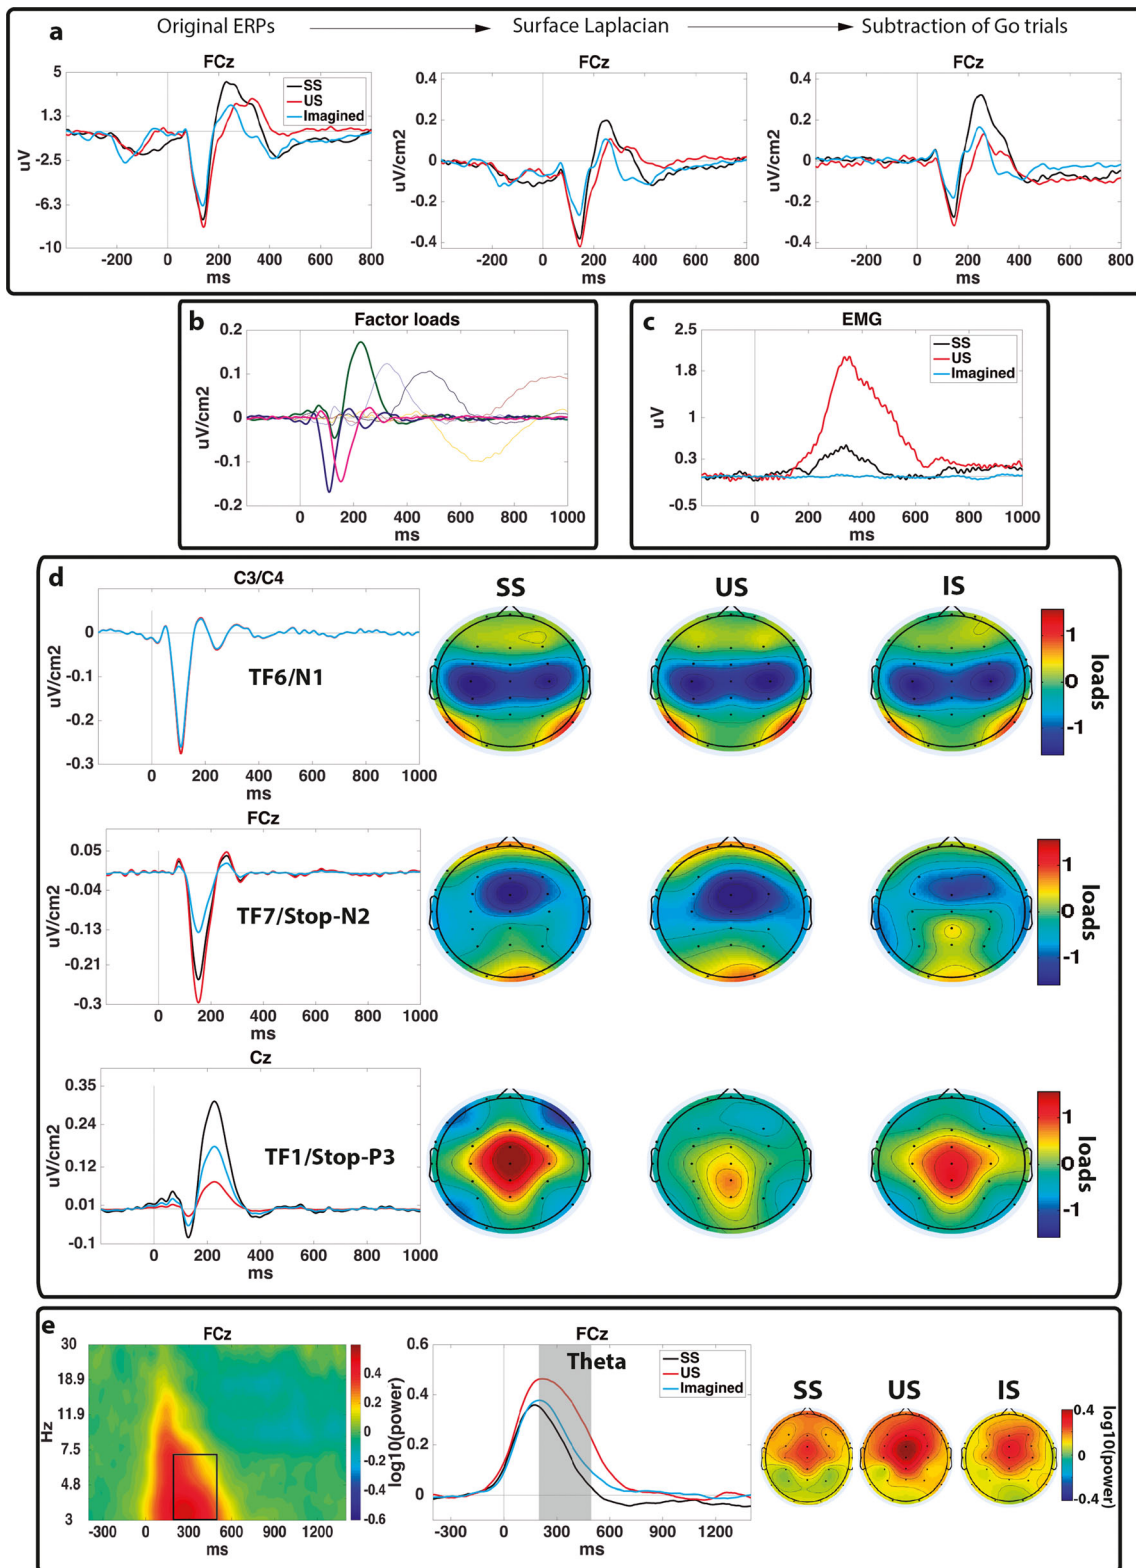 a
Original ERPs Surface Laplacian Subtraction of Go trials
FCz FCz FCz
5
1.3
-2.5
-6.3
-10
uV
SS
US
Imagined
-200 0 200 400 600 800
ms
0.4
0.2
0
-0.2
-0.4
uV/cm2
-200 0 200 400 600 800
ms
0.4
0.2
0
-0.2
-0.4
uV/cm2
-200 0 200 400 600 800
ms
b
Factor loads
0.2
0.1
0
-0.1
-0.2
uV/cm2
0 200 400 600 800 1000
ms
c
EMG
2.5
1.8
1
0.3
-0.5
uV
SS
US
Imagined
0 200 400 600 800 1000
ms
d
C3/C4
SS US IS
0
-0.1
-0.2
-0.3
uV/cm2
TF6/N1
0 200 400 600 800 1000
ms
1
0
-1
loads
FCz
0.05
-0.04
-0.13
-0.21
-0.3
uV/cm2
TF7/Stop-N2
0 200 400 600 800 1000
ms
1
0
-1
loads
Cz
0.35
0.24
0.12
0.01
-0.1
uV/cm2
TF1/Stop-P3
0 200 400 600 800 1000
ms
1
0
-1
loads
e
FCz
30
18.9
11.9
7.5
4.8
3
Hz
-300 0 300 600 900 1200
ms
0.4
0.2
0
-0.2
-0.4
-0.6
log10(power)
FCz
Theta
0.6
0.4
0.2
0
SS
US
Imagined
-300 0 300 600 900 1200
ms
SS US IS
0.4
0
-0.4
log10(power)